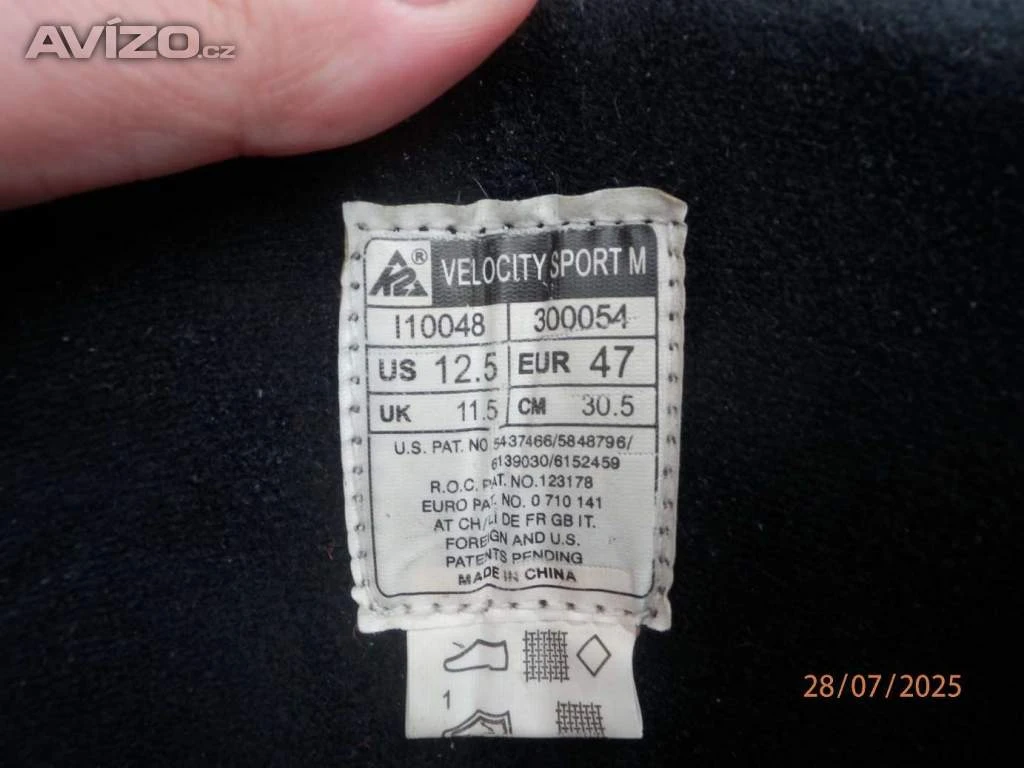 AVÍZO.cz
K2® VELOCITY SPORT M
I10048 300054
US 12.5 EUR 47
UK 11.5 CM 30.5
U.S. PAT. NO 5437466/5848796/
6139030/6152459
R.O.C. PAT. NO.123178
EURO PAT. NO. 0 710 141
AT CH/LI DE FR GB IT.
FOREIGN AND U.S.
PATENTS PENDING
MADE IN CHINA
1
28/07/2025